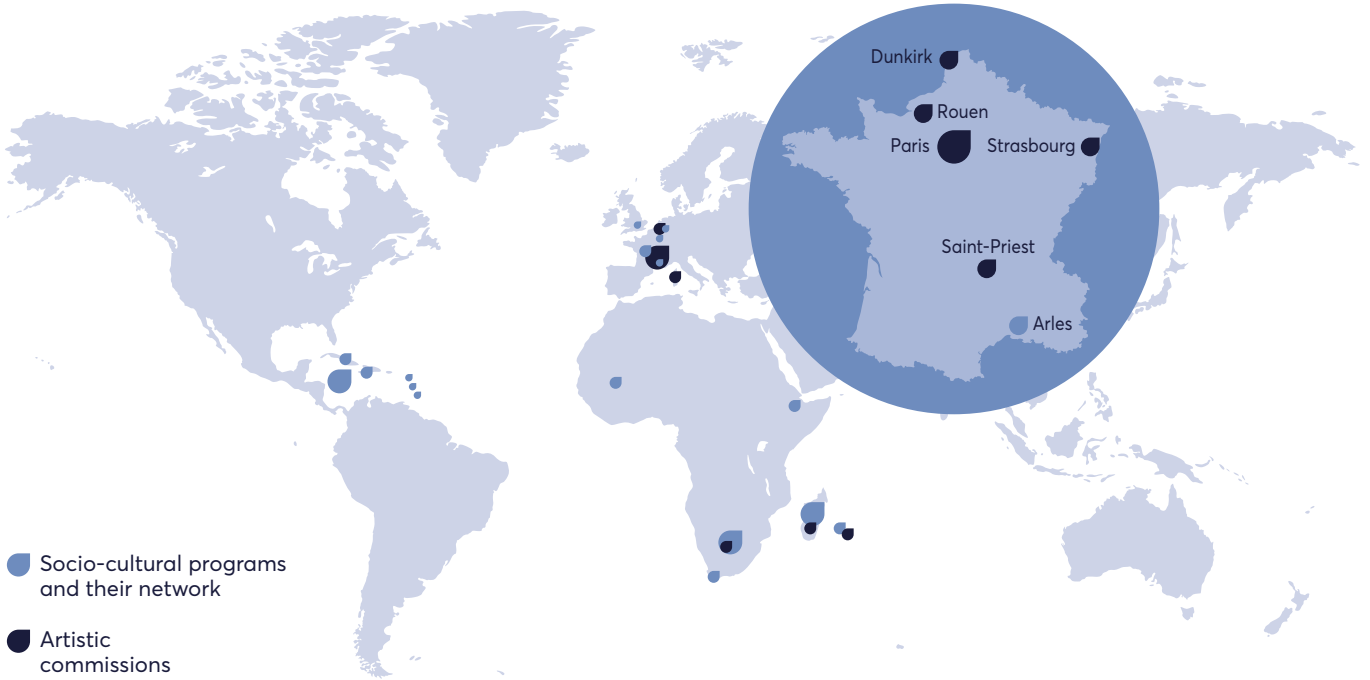 Dunkirk
Rouen
Paris
Strasbourg
Saint-Priest
Arles
Socio-cultural programs
and their network
Artistic
commissions